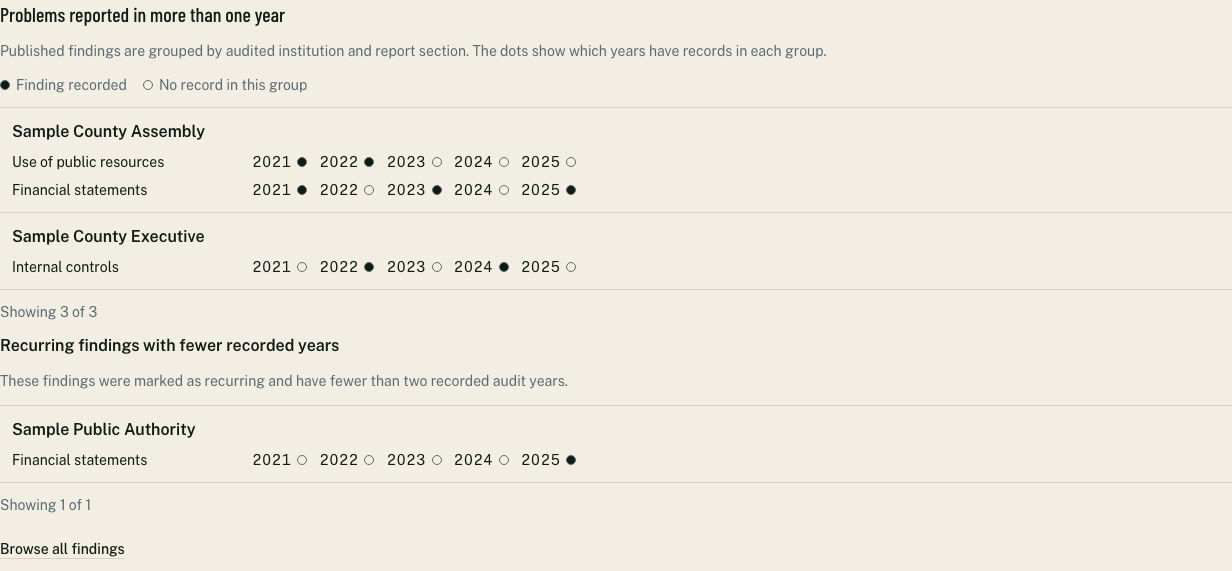 Problems reported in more than one year
Published findings are grouped by audited institution and report section. The dots show which years have records in each group.
● Finding recorded ○ No record in this group
Sample County Assembly
Use of public resources 2021 ● 2022 ● 2023 ○ 2024 ○ 2025 ○
Financial statements 2021 ● 2022 ○ 2023 ● 2024 ○ 2025 ●
Sample County Executive
Internal controls 2021 ○ 2022 ● 2023 ○ 2024 ● 2025 ○
Showing 3 of 3
Recurring findings with fewer recorded years
These findings were marked as recurring and have fewer than two recorded audit years.
Sample Public Authority
Financial statements 2021 ○ 2022 ○ 2023 ○ 2024 ○ 2025 ●
Showing 1 of 1
Browse all findings